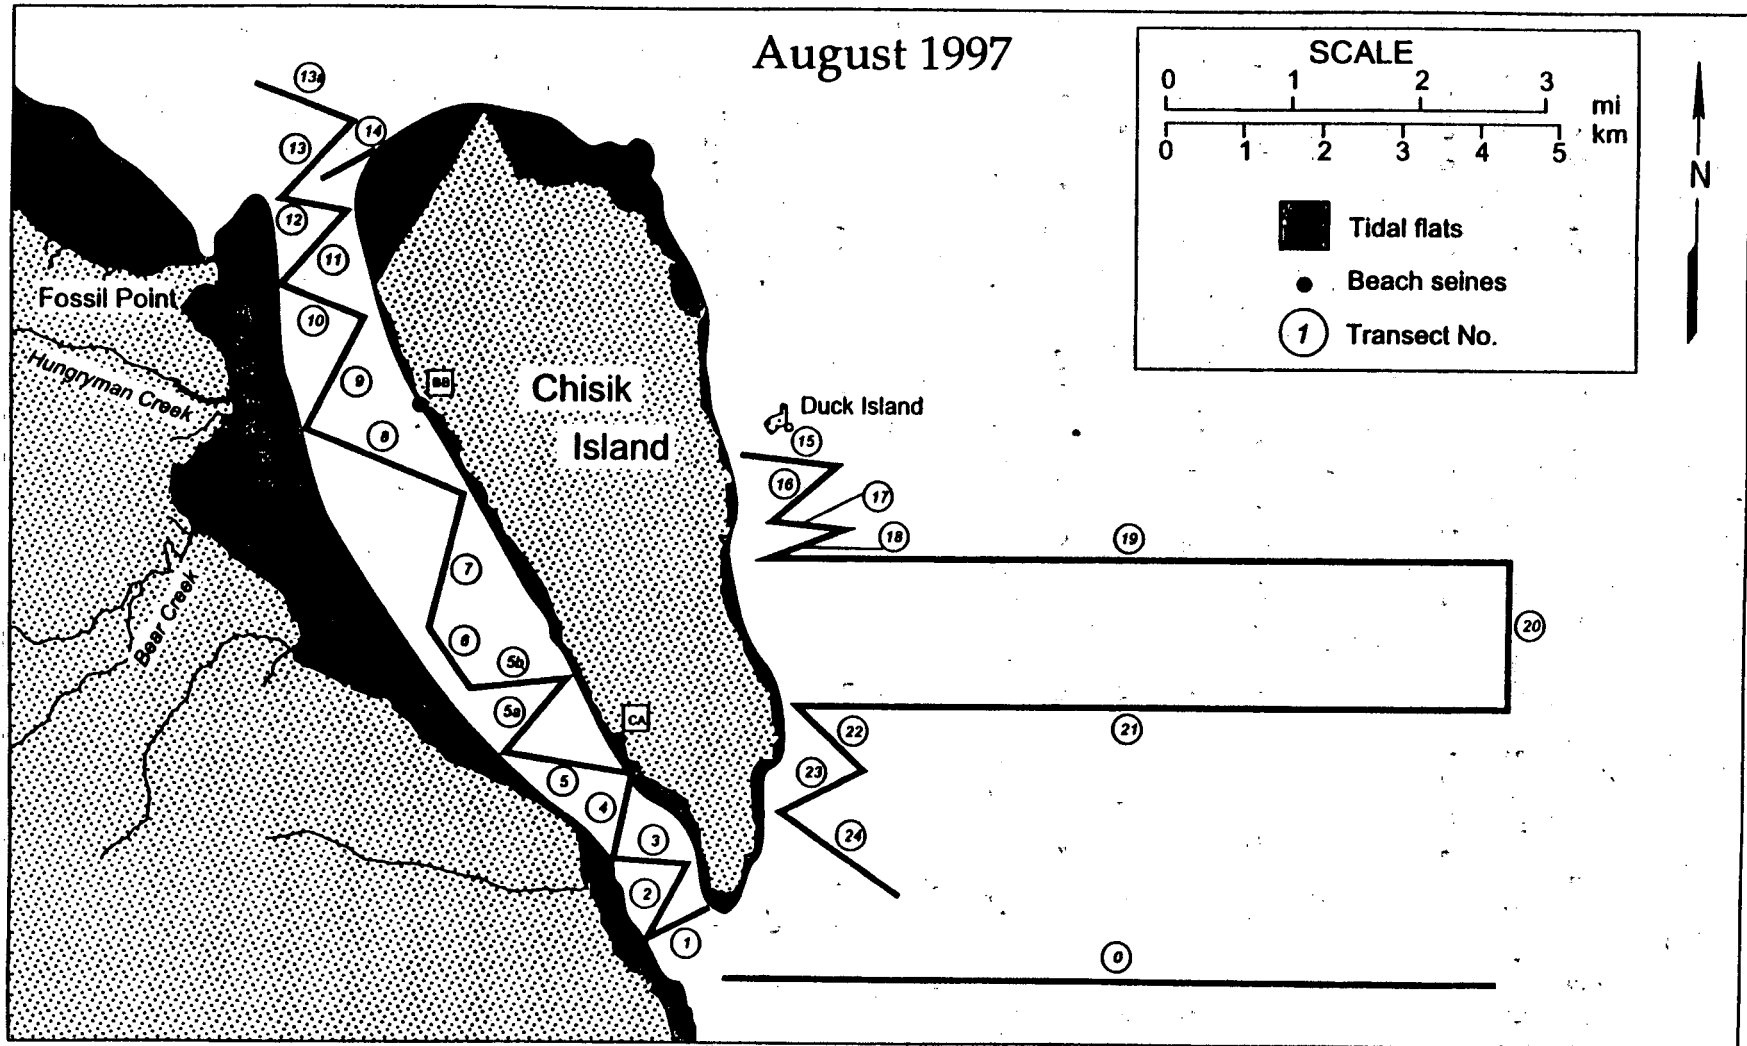 August 1997
SCALE
0 1 2 3
mi
km
0 1 2 3 4 5
N
Tidal flats
Beach seines
1 Transect No.
13a
14
13
12
11
Fossil Point
10
Hungryman Creek
9
BB
8
Chisik
Island
Duck Island
15
16
17
18
19
7
Bear Creek
6
5b
20
5a
CA
22
21
5
23
4
3
24
2
1
0